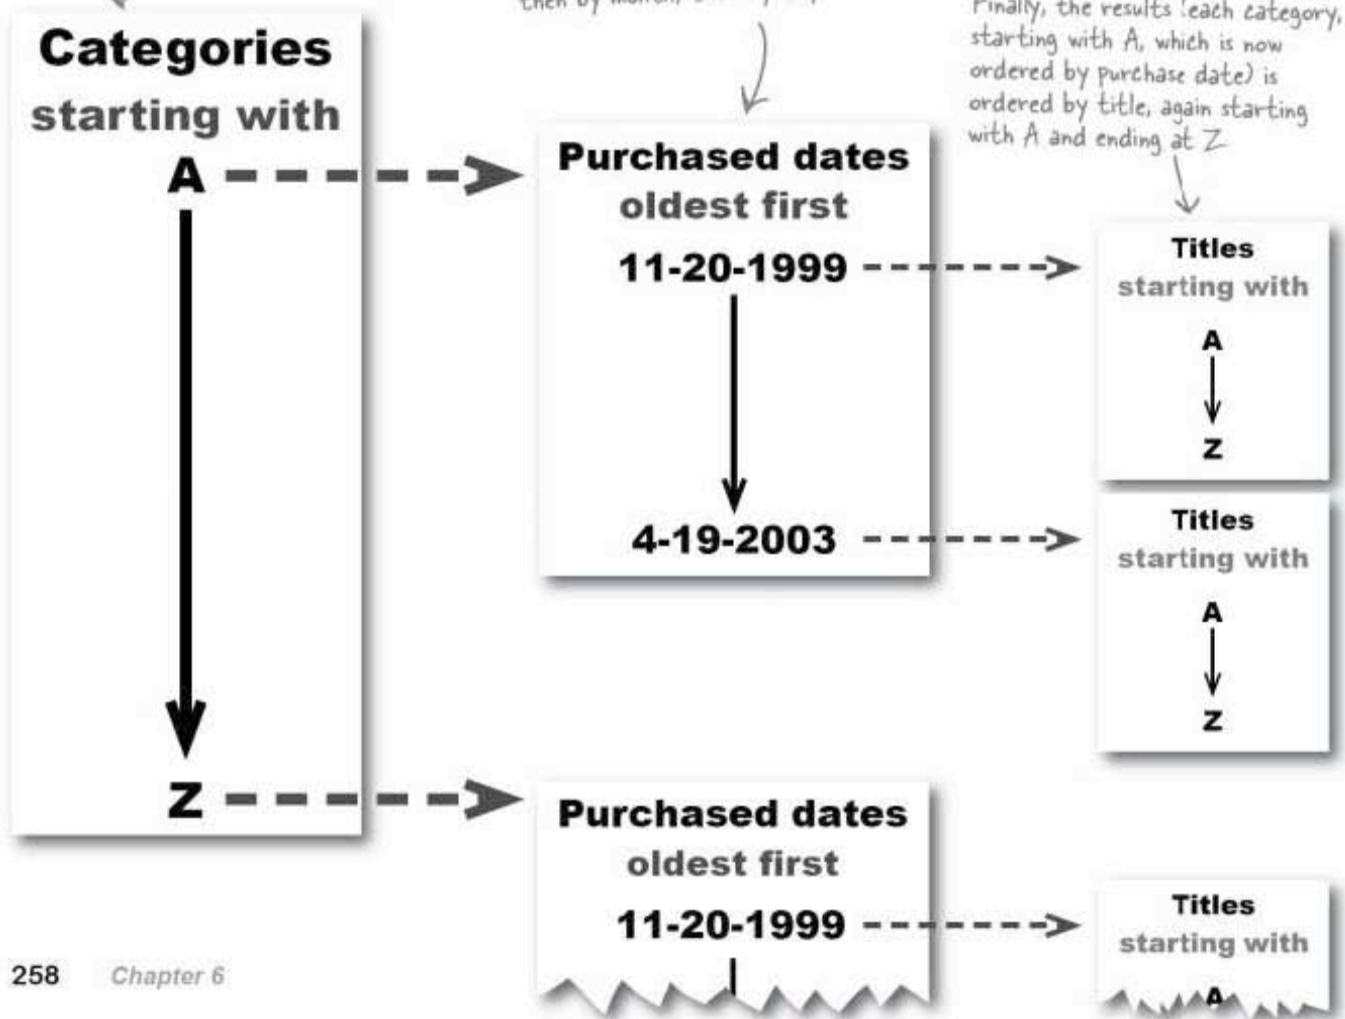 Categories
starting with
A
Z
then by
Purchased dates
oldest first
11-20-1999
4-19-2003
Finally, the results (each category,
starting with A, which is now
ordered by purchase date) is
ordered by title, again starting
with A and ending at Z
Titles
starting with
A
Z
Titles
starting with
A
Z
Purchased dates
oldest first
11-20-1999
Titles
starting with
A
258 Chapter 6